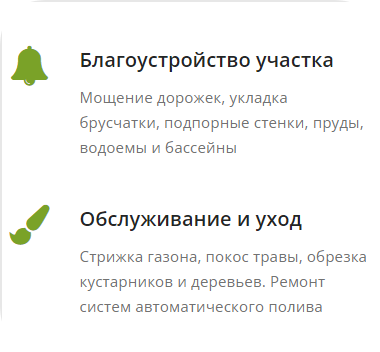 Благоустройство участка
Мощение дорожек, укладка
брусчатки, подпорные стенки, пруды,
водоемы и бассейны
Обслуживание и уход
Стрижка газона, покос травы, обрезка
кустарников и деревьев. Ремонт
систем автоматического полива